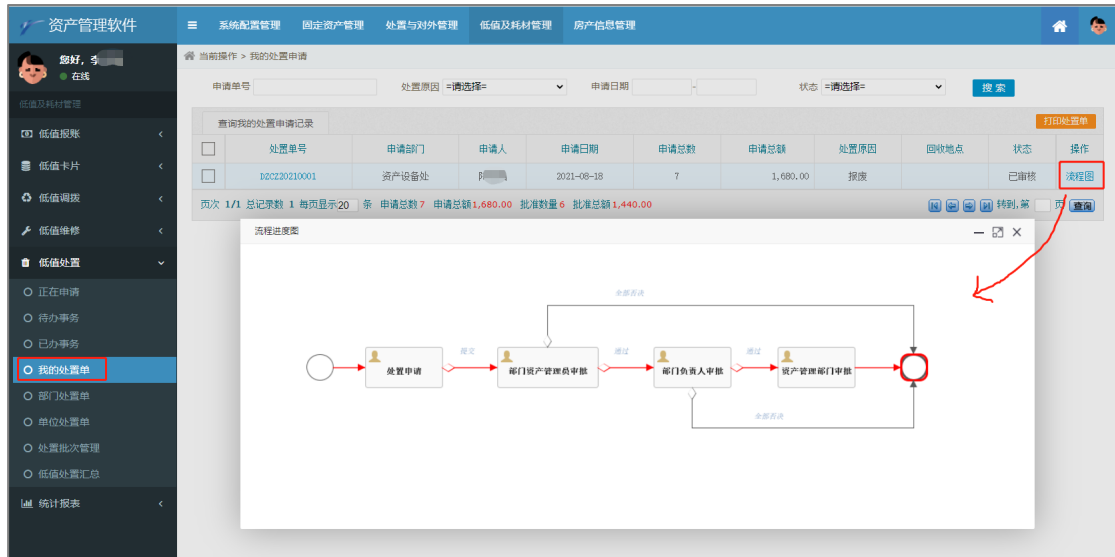 资产管理软件
系统配置管理 固定资产管理 处置与对外管理 低值及耗材管理 房产信息管理
您好，李
在线
当前操作 > 我的处置申请
申请单号 处置原因 =请选择= 申请日期 - 状态 =请选择= 搜索
低值及耗材管理
低值报账
低值卡片
低值调拨
低值维修
低值处置
正在申请
待办事务
已办事务
我的处置单
部门处置单
单位处置单
处置批次管理
低值处置汇总
统计报表
查询我的处置申请记录 打印处置单
处置单号 申请部门 申请人 申请日期 申请总数 申请总额 处置原因 回收地点 状态 操作
DZCZ20210001 资产设备处 2021-08-18 7 1,680.00 报废 已审核 流程图
页次 1/1 总记录数 1 每页显示20 条 申请总数7 申请总额1,680.00 批准数量6 批准总额1,440.00 转到,第 页 查询
流程进度图
全部否决
处置申请 提交 部门资产管理员审批 通过 部门负责人审批 通过 资产管理部门审批
全部否决